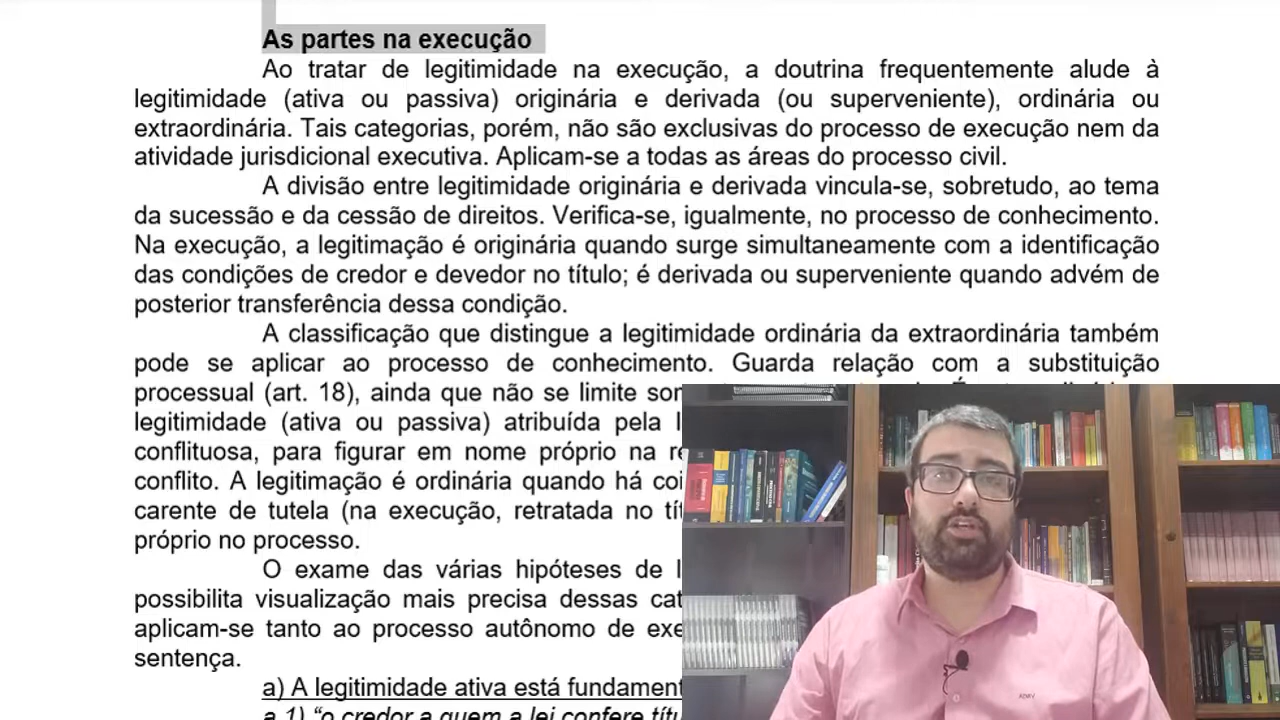 As partes na execução
Ao tratar de legitimidade na execução, a doutrina frequentemente alude à
legitimidade (ativa ou passiva) originária e derivada (ou superveniente), ordinária ou
extraordinária. Tais categorias, porém, não são exclusivas do processo de execução nem da
atividade jurisdicional executiva. Aplicam-se a todas as áreas do processo civil.
A divisão entre legitimidade originária e derivada vincula-se, sobretudo, ao tema
da sucessão e da cessão de direitos. Verifica-se, igualmente, no processo de conhecimento.
Na execução, a legitimação é originária quando surge simultaneamente com a identificação
das condições de credor e devedor no título; é derivada ou superveniente quando advém de
posterior transferência dessa condição.
A classificação que distingue a legitimidade ordinária da extraordinária também
pode se aplicar ao processo de conhecimento. Guarda relação com a substituição
processual (art. 18), ainda que não se limite
legitimidade (ativa ou passiva) atribuída pela
conflituosa, para figurar em nome próprio na
conflito. A legitimação é ordinária quando há
carente de tutela (na execução, retratada no
próprio no processo.
O exame das várias hipóteses de
possibilita visualização mais precisa dessas
aplicam-se tanto ao processo autônomo de
sentença.
a) A legitimidade ativa está
a.1) “o credor a quem a lei confere